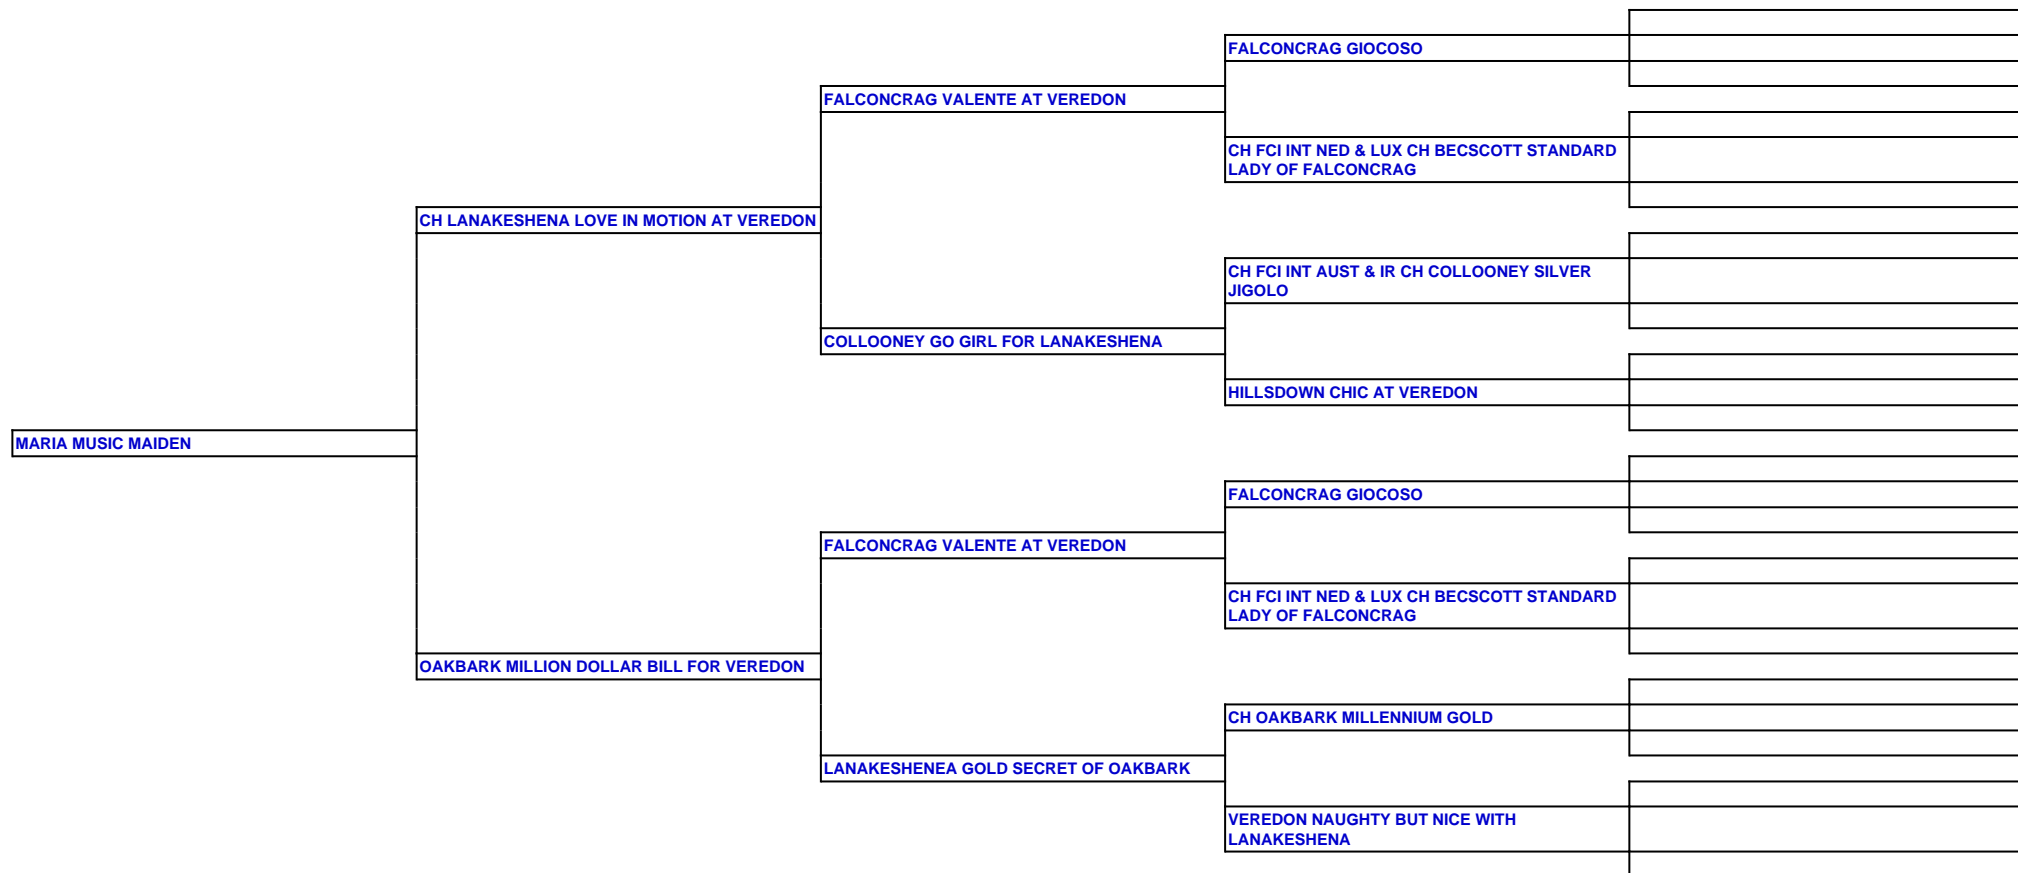 FALCONCRAG GIOCOSO
FALCONCRAG VALENTE AT VEREDON
CH FCI INT NED & LUX CH BECSCOTT STANDARD
LADY OF FALCONCRAG
CH LANAKESHENA LOVE IN MOTION AT VEREDON
CH FCI INT AUST & IR CH COLLOONEY SILVER
JIGOLO
COLLOONEY GO GIRL FOR LANAKESHENA
HILLSDOWN CHIC AT VEREDON
MARIA MUSIC MAIDEN
FALCONCRAG GIOCOSO
FALCONCRAG VALENTE AT VEREDON
CH FCI INT NED & LUX CH BECSCOTT STANDARD
LADY OF FALCONCRAG
OAKBARK MILLION DOLLAR BILL FOR VEREDON
CH OAKBARK MILLENNIUM GOLD
LANAKESHENEA GOLD SECRET OF OAKBARK
VEREDON NAUGHTY BUT NICE WITH
LANAKESHENA